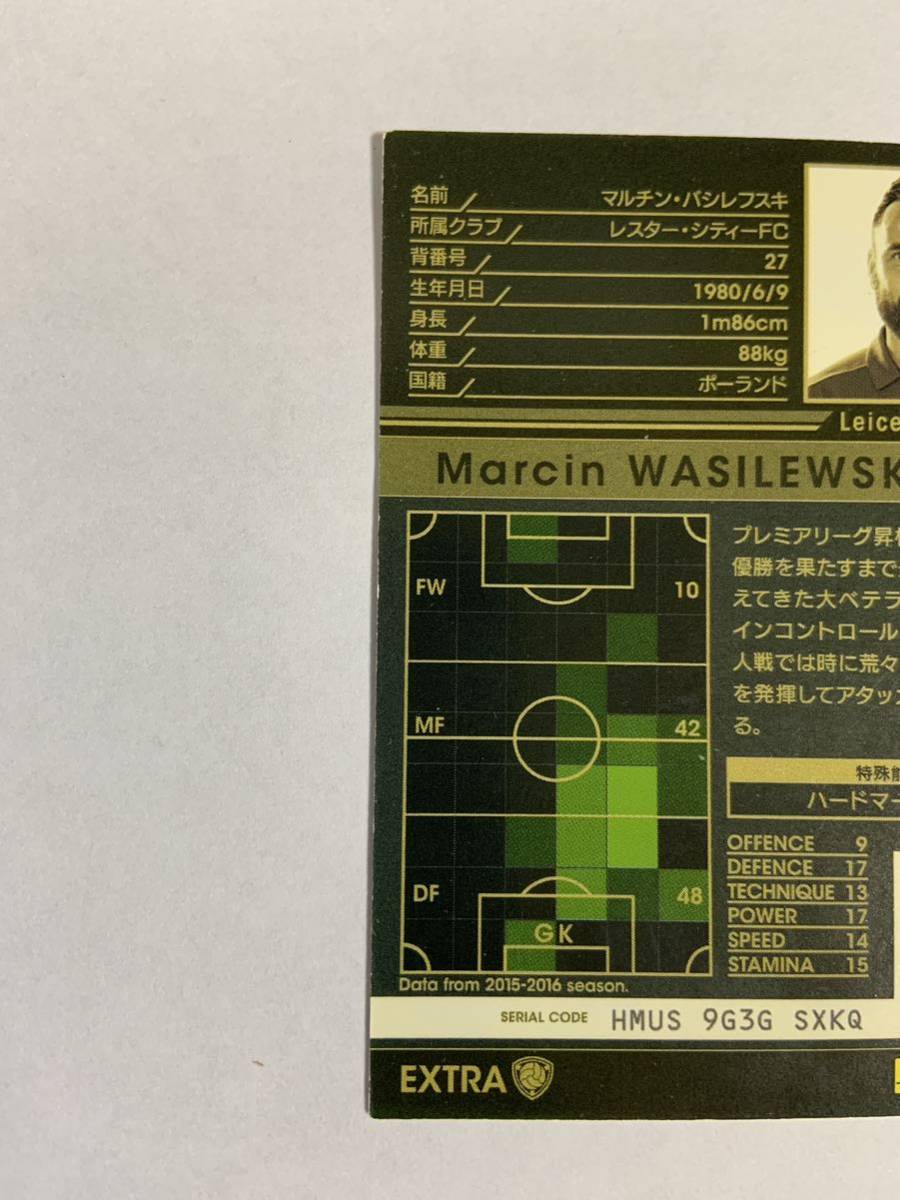 名前 マルチン・バシレフスキ
所属クラブ レスター・シティーFC
背番号 27
生年月日 1980/6/9
身長 1m86cm
体重 88kg
国籍 ポーランド
Leice
Marcin WASILEWSK
FW 10
MF 42
DF 48
GK
Data from 2015-2016 season.
プレミアリーグ昇
優勝を果たすまで
えてきた大ベテラ
インコントロール
人戦では時に荒々
を発揮してアタッ
る。
特殊能
ハードマー
OFFENCE 9
DEFENCE 17
TECHNIQUE 13
POWER 17
SPEED 14
STAMINA 15
SERIAL CODE HMUS 9G3G SXKQ
EXTRA